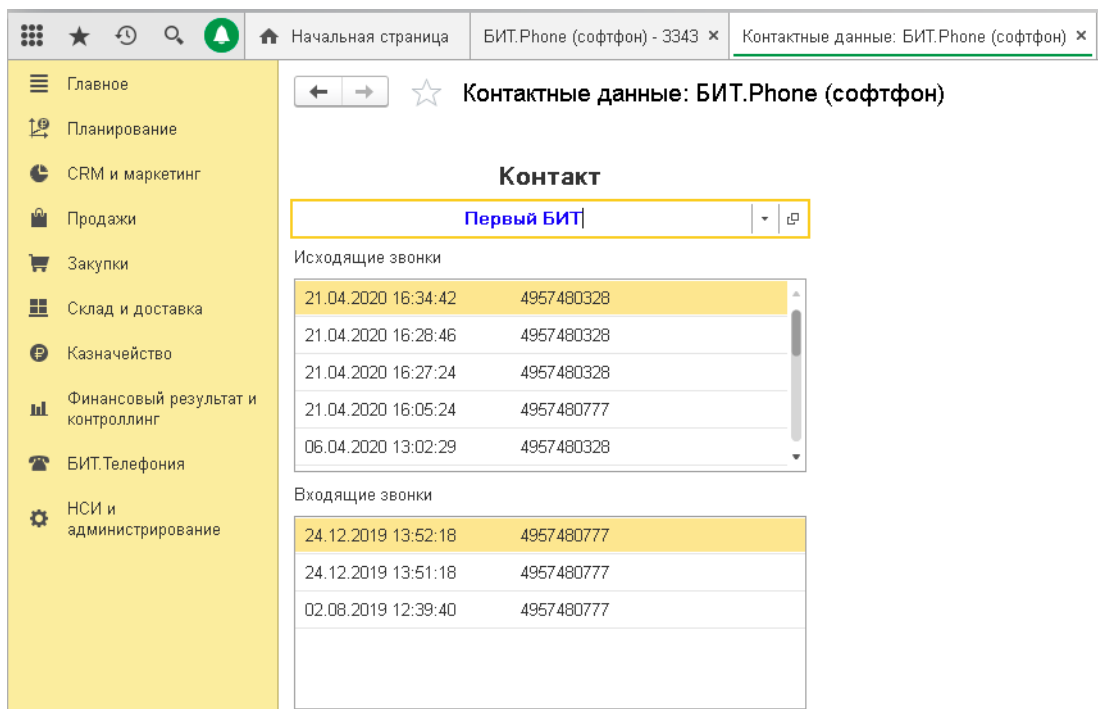 Начальная страница
БИТ.Phone (софтфон) - 3343 ×
Контактные данные: БИТ.Phone (софтфон) ×
Главное
Планирование
CRM и маркетинг
Продажи
Закупки
Склад и доставка
Казначейство
Финансовый результат и
контроллинг
БИТ.Телефония
НСИ и
администрирование
Контактные данные: БИТ.Phone (софтфон)
Контакт
Первый БИТ
Исходящие звонки
21.04.2020 16:34:42 4957480328
21.04.2020 16:28:46 4957480328
21.04.2020 16:27:24 4957480328
21.04.2020 16:05:24 4957480777
06.04.2020 13:02:29 4957480328
Входящие звонки
24.12.2019 13:52:18 4957480777
24.12.2019 13:51:18 4957480777
02.08.2019 12:39:40 4957480777